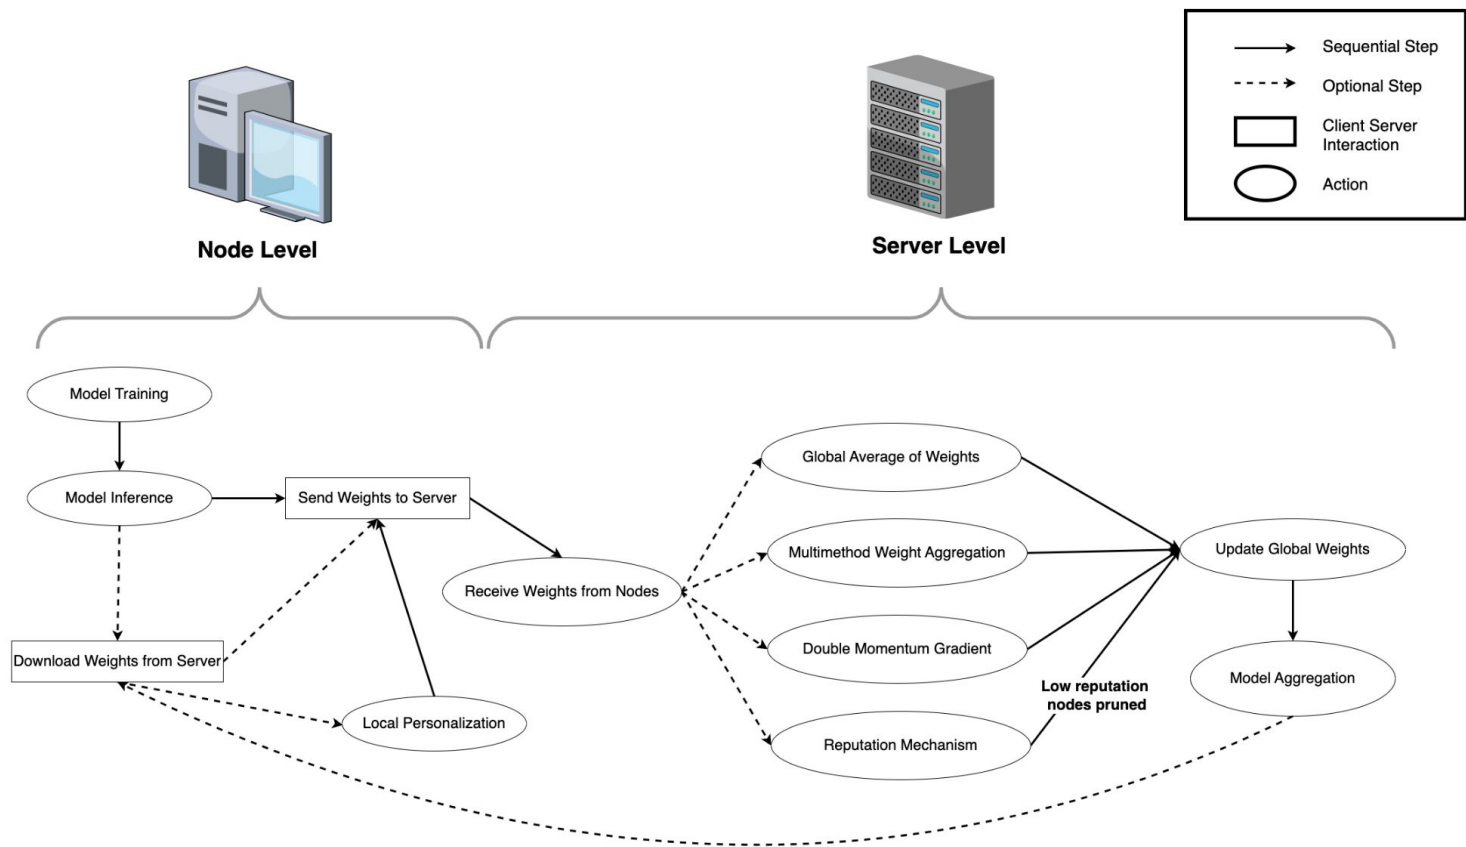 Sequential Step
Optional Step
Client Server
Interaction
Action
Node Level
Server Level
Model Training
Model Inference
Send Weights to Server
Download Weights from Server
Local Personalization
Receive Weights from Nodes
Global Average of Weights
Multimethod Weight Aggregation
Double Momentum Gradient
Reputation Mechanism
Low reputation
nodes pruned
Update Global Weights
Model Aggregation